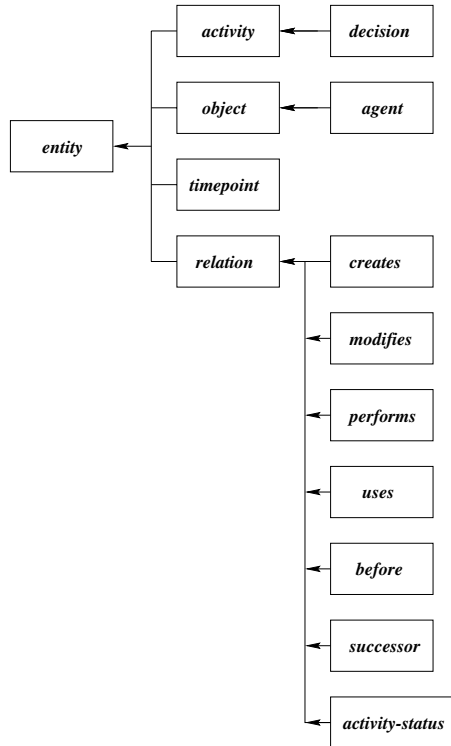 activity
decision
object
agent
entity
timepoint
relation
creates
modifies
performs
uses
before
successor
activity-status